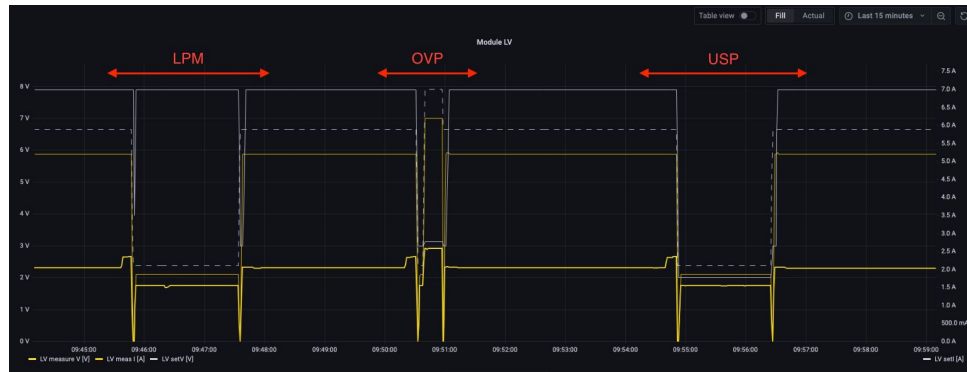 Table view Fill Actual Last 15 minutes
Module LV
LPM OVP USP
7.5 A
8 V 7.0 A
6.5 A
7 V
6.0 A
6 V 5.5 A
5.0 A
5 V 4.5 A
4.0 A
4 V
3.5 A
3 V 3.0 A
2.5 A
2 V 2.0 A
1.5 A
1 V 1.0 A
500.0 mA
0 V 0.0 A
09:45:00 09:46:00 09:47:00 09:48:00 09:49:00 09:50:00 09:51:00 09:52:00 09:53:00 09:54:00 09:55:00 09:56:00 09:57:00 09:58:00 09:59:00
LV measure V [V] LV meas I [A] LV setV [V] LV setI [A]